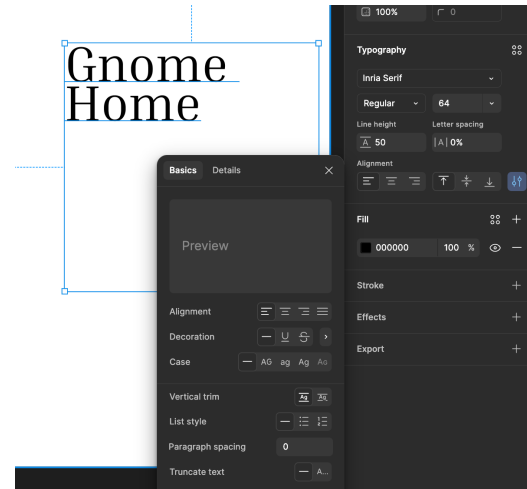 Gnome
Home
100%
0
Typography
Inria Serif
Regular
64
Line height
Letter spacing
A 50
|A| 0%
Alignment
Fill
000000
100
%
Stroke
Effects
Export
Basics
Details
Preview
Alignment
Decoration
U
S
Case
AG
ag
Ag
AG
Vertical trim
Ag
Ag
List style
Paragraph spacing
0
Truncate text
A...